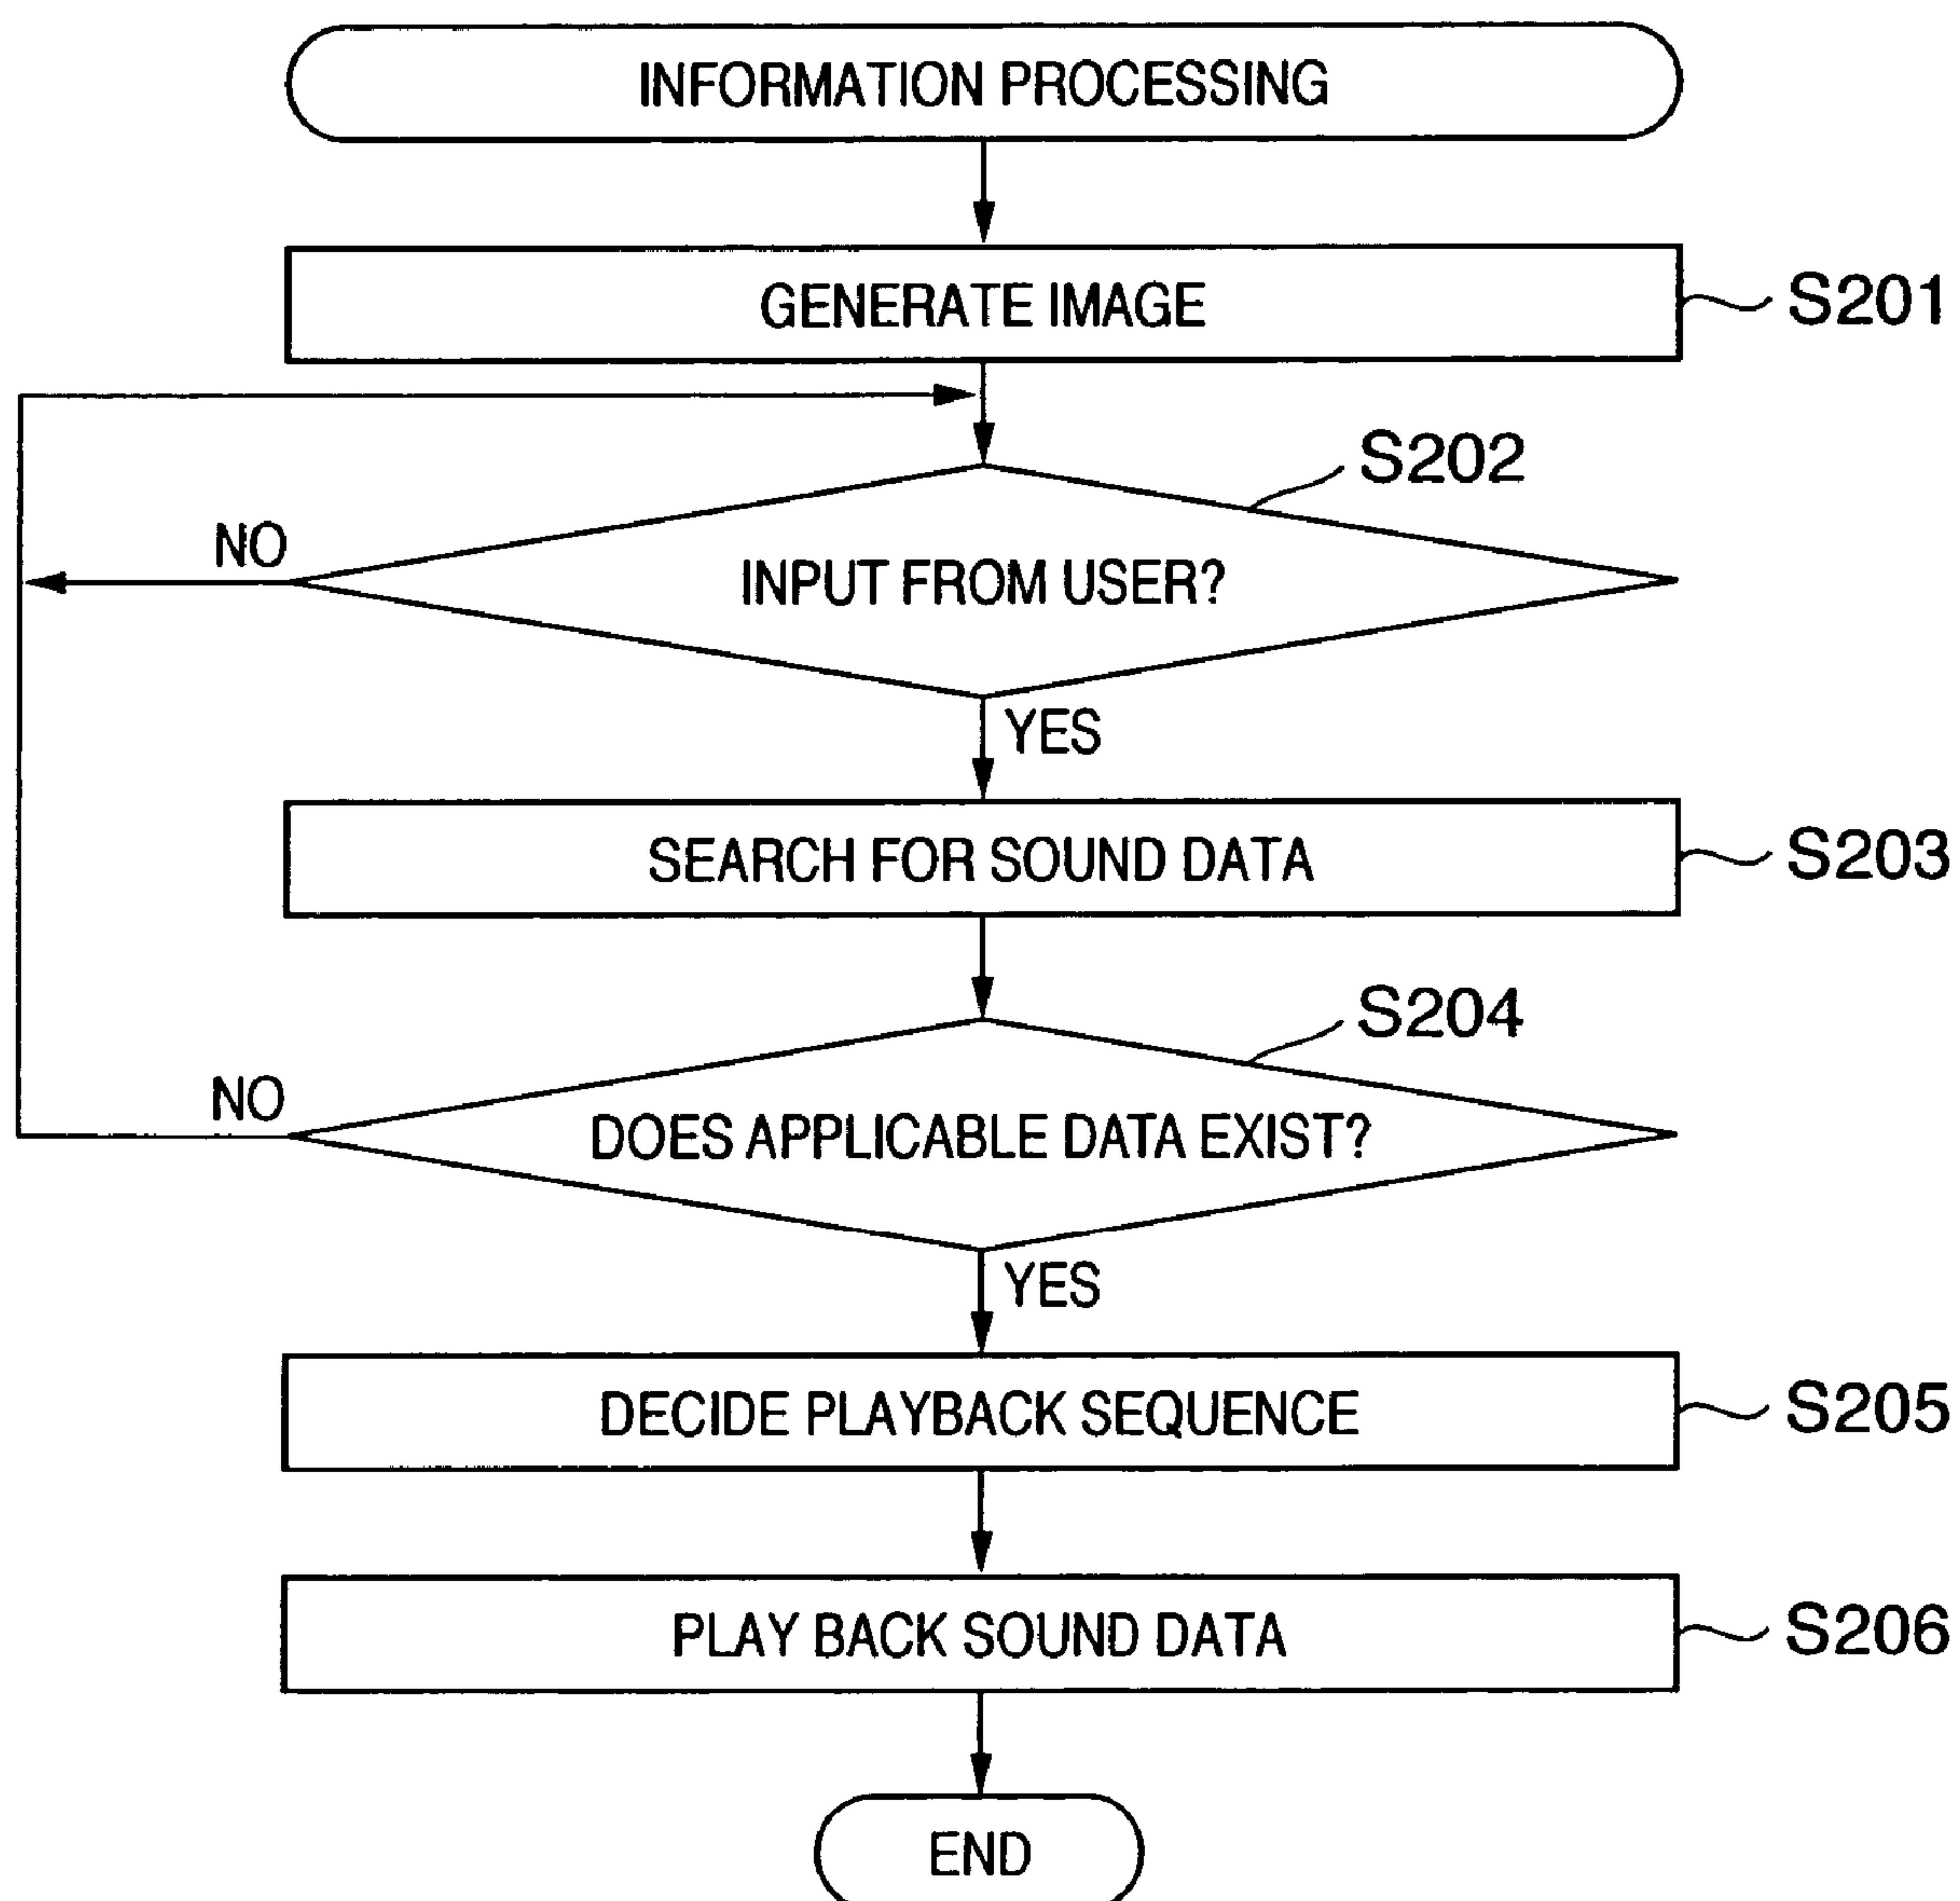 INFORMATION PROCESSING
GENERATE IMAGE
S201
S202
NO
INPUT FROM USER?
YES
SEARCH FOR SOUND DATA
S203
S204
NO
DOES APPLICABLE DATA EXIST?
YES
DECIDE PLAYBACK SEQUENCE
S205
PLAY BACK SOUND DATA
S206
END